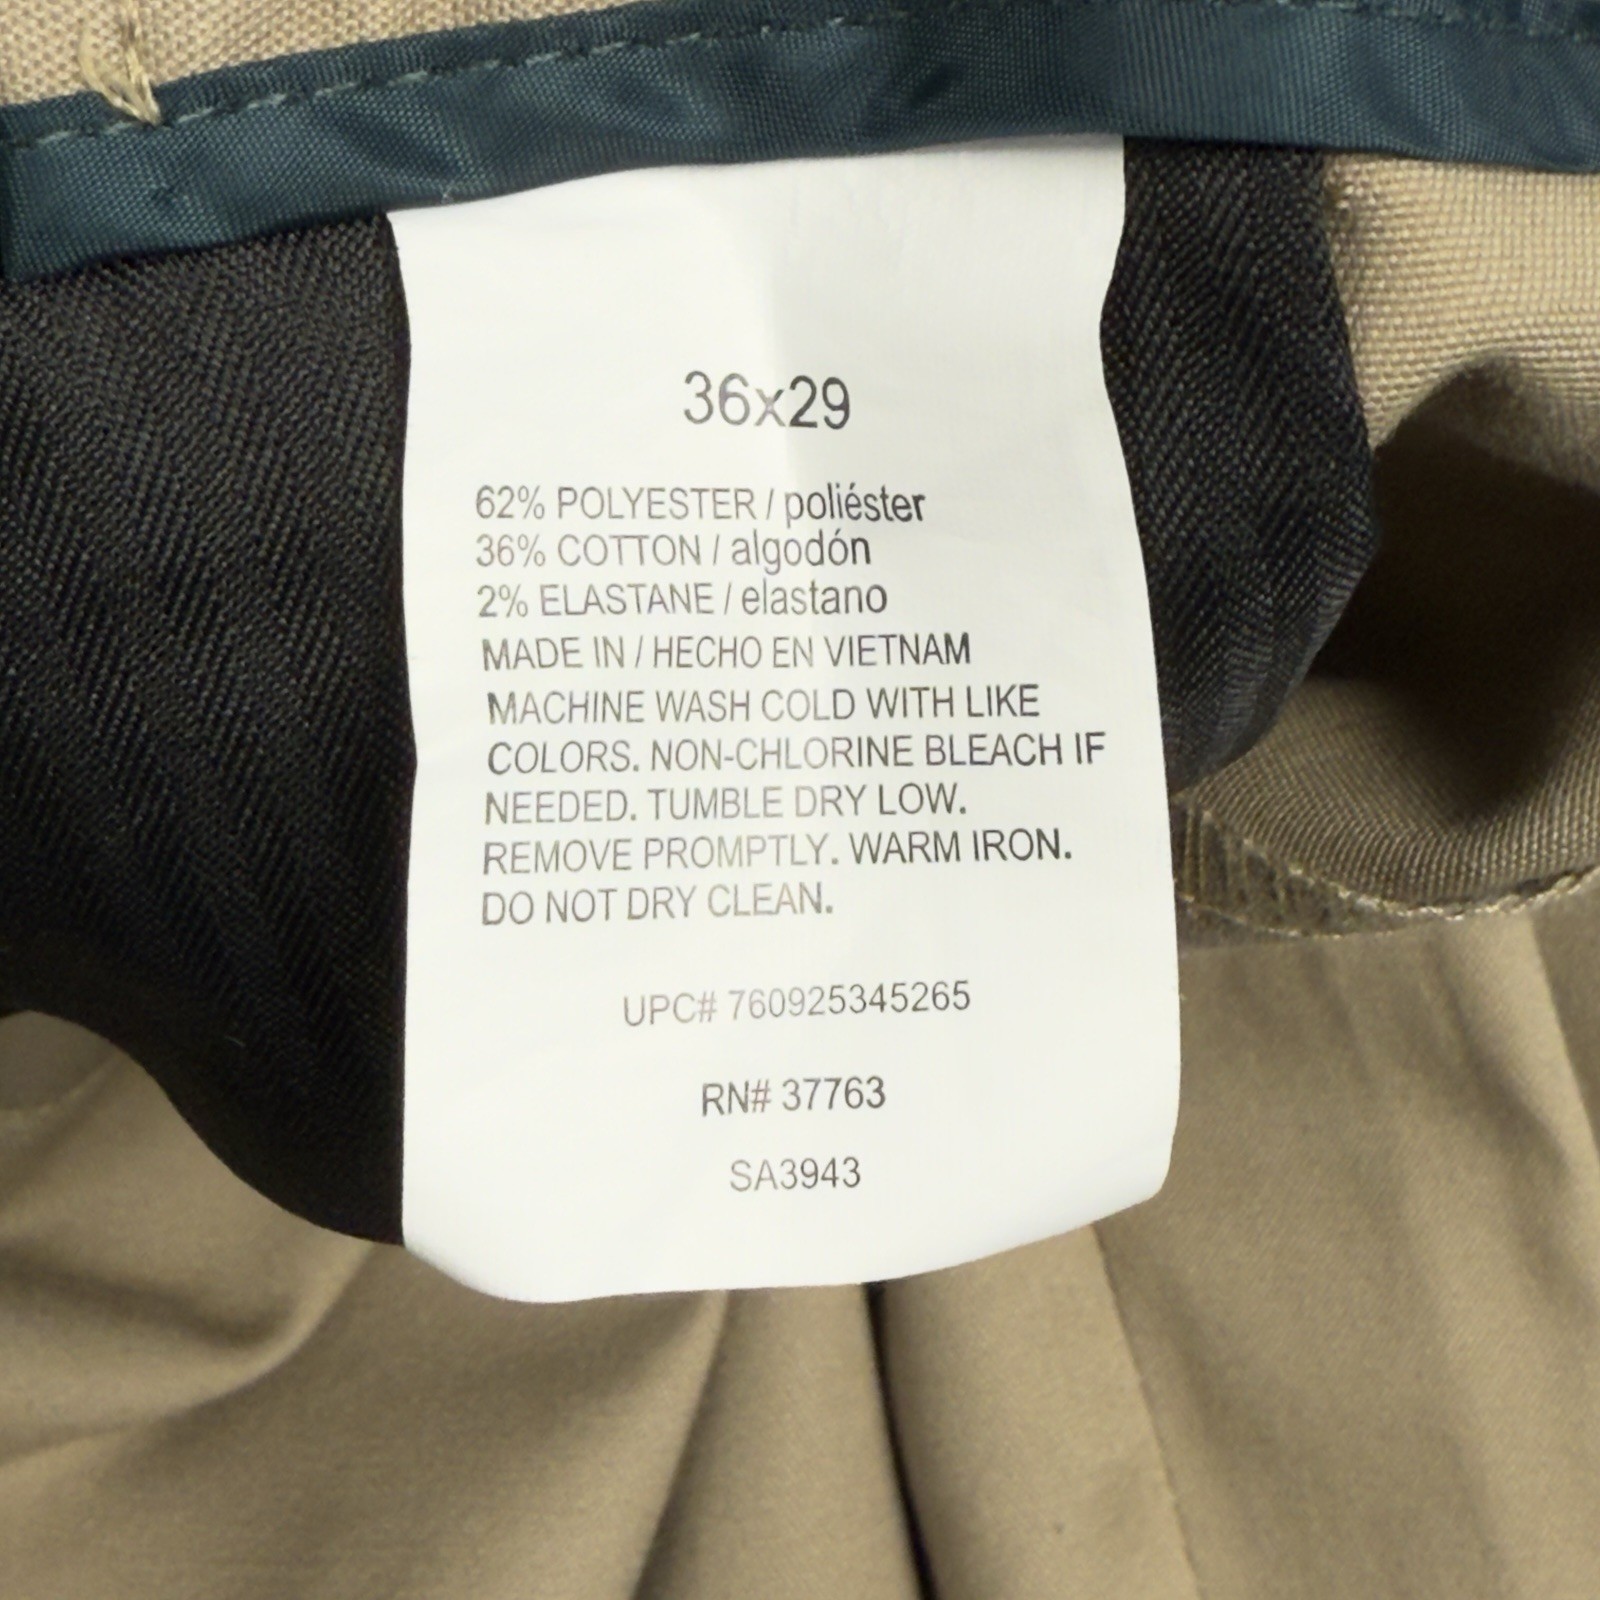 36x29
62% POLYESTER / poliéster
36% COTTON / algodón
2% ELASTANE / elastano
MADE IN / HECHO EN VIETNAM
MACHINE WASH COLD WITH LIKE
COLORS. NON-CHLORINE BLEACH IF
NEEDED. TUMBLE DRY LOW.
REMOVE PROMPTLY. WARM IRON.
DO NOT DRY CLEAN.
UPC# 760925345265
RN# 37763
SA3943